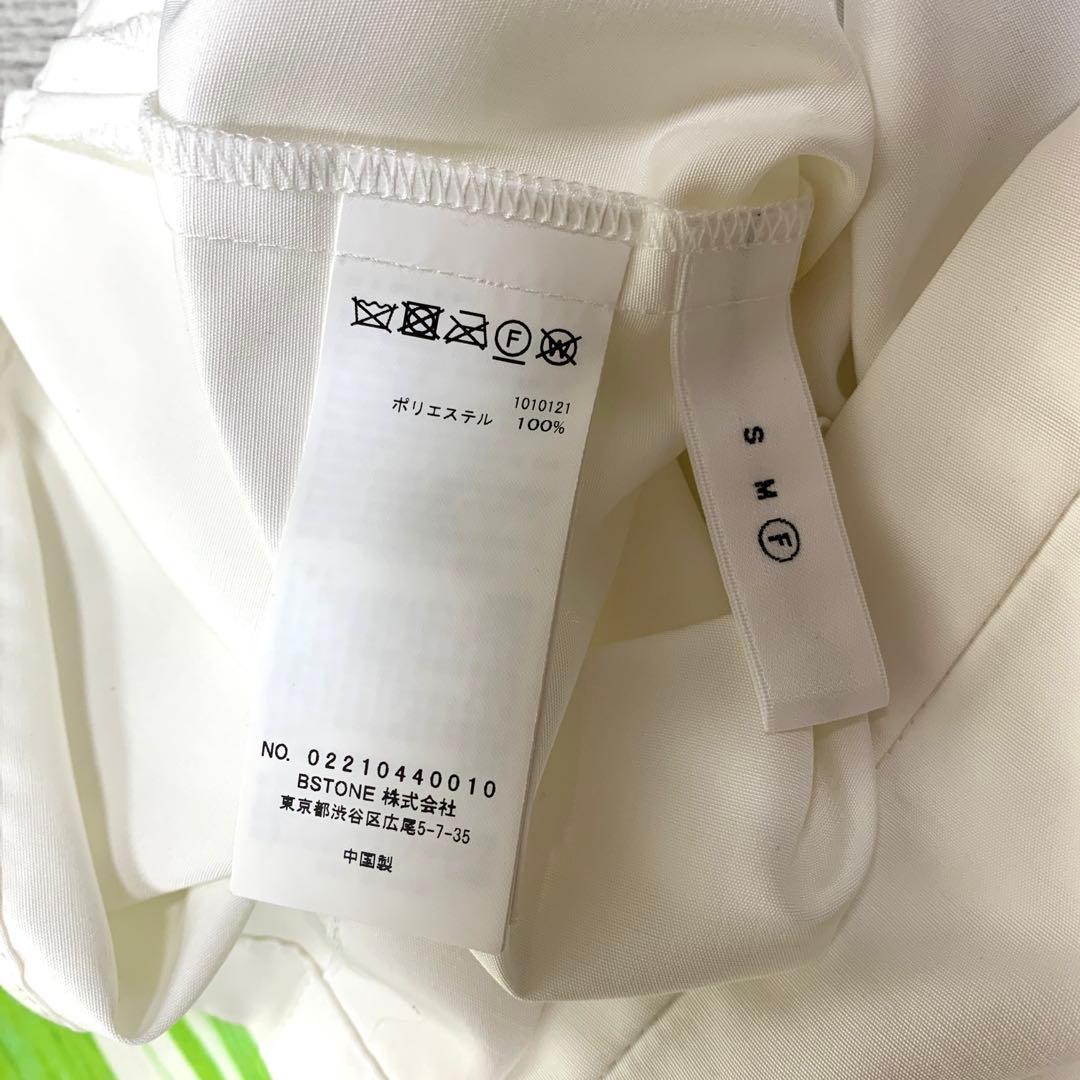 F W
1010121
ポリエステル 100%
NO. 02210440010
BSTONE 株式会社
東京都渋谷区広尾5-7-35
中国製
S M F